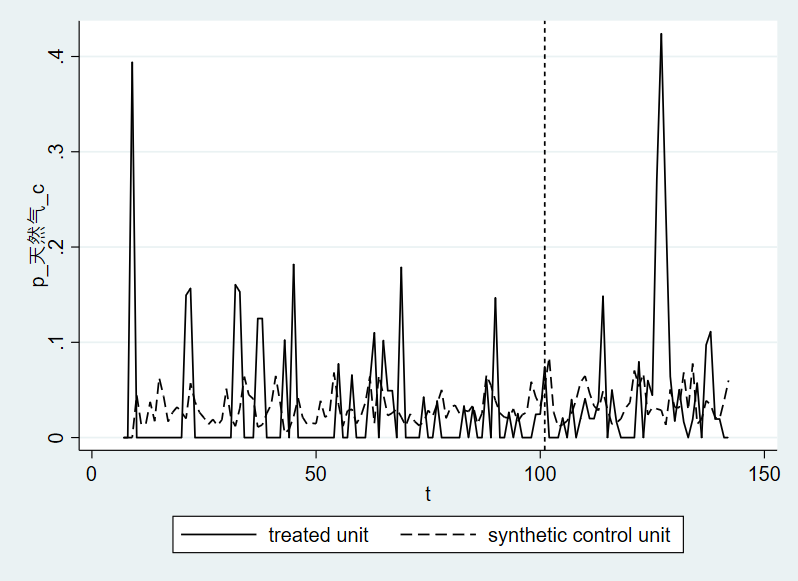 p_天然气_c
.4
.3
.2
.1
0
0
50
100
150
t
treated unit
synthetic control unit